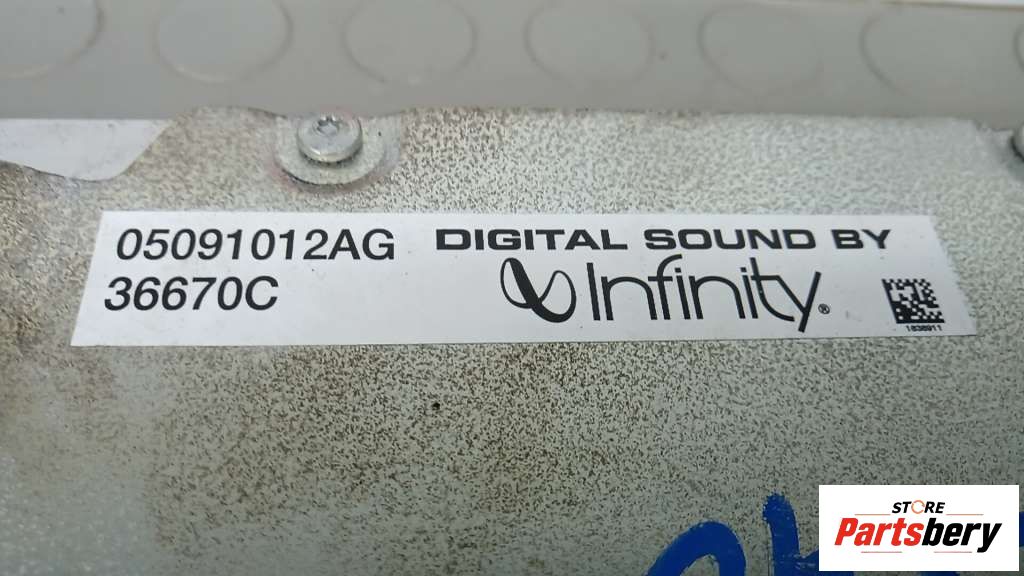 05091012AG
36670C
DIGITAL SOUND BY
Infinity®
1838911
STORE
Partsbery